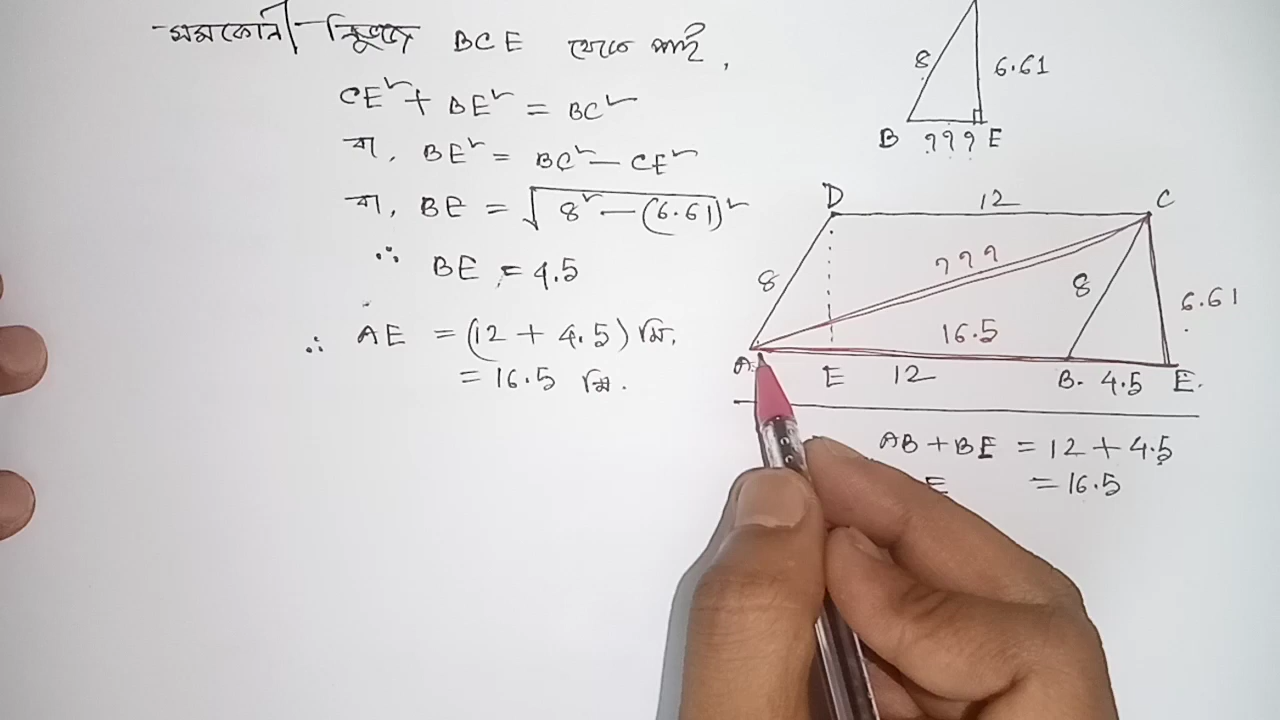 সমকোনী ত্রিভুজ BCE থেকে পাই,
CE² + BE² = BC²
বা, BE² = BC² — CE²
বা, BE = √8² — (6.61)²
∴ BE = 4.5
∴ AE = (12 + 4.5) মি.
= 16.5 মি.
8
6.61
B ??? E
D 12 C
8 ??? 8 6.61
16.5
A E 12 B. 4.5 E.
AB + BE = 12 + 4.5
E = 16.5